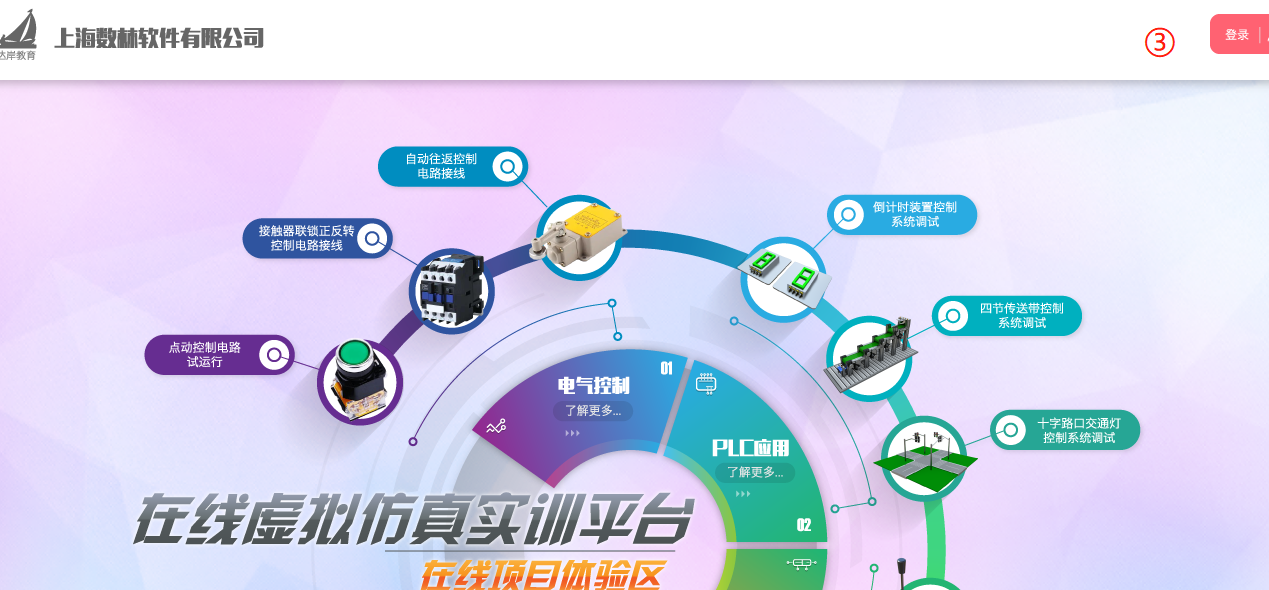 上海数林软件有限公司
达岸教育
③
登录
自动往返控制
电路接线
倒计时装置控制
系统调试
接触器联锁正反转
控制电路接线
四节传送带控制
系统调试
点动控制电路
试运行
01
电气控制
了解更多...
十字路口交通灯
控制系统调试
PLC应用
了解更多...
02
在线虚拟仿真实训平台
在线项目体验区